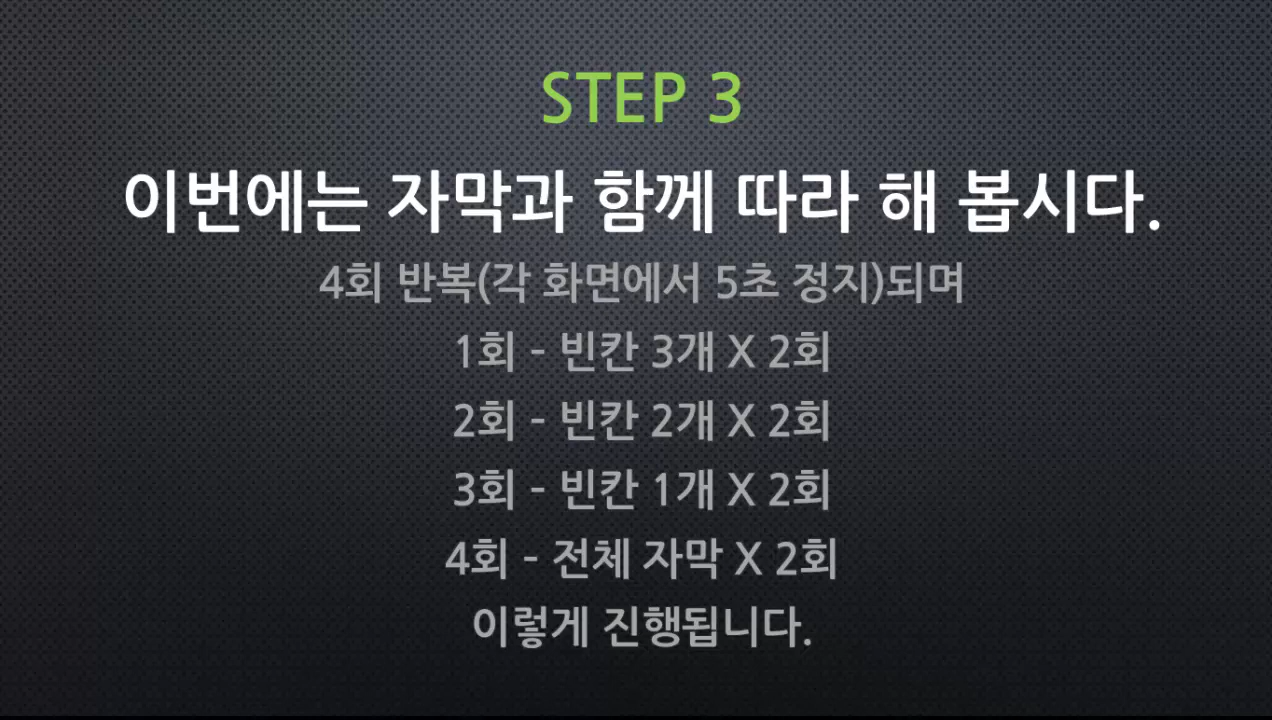 STEP 3
이번에는 자막과 함께 따라 해 봅시다.
4회 반복(각 화면에서 5초 정지)되며
1회 - 빈칸 3개 X 2회
2회 - 빈칸 2개 X 2회
3회 - 빈칸 1개 X 2회
4회 - 전체 자막 X 2회
이렇게 진행됩니다.